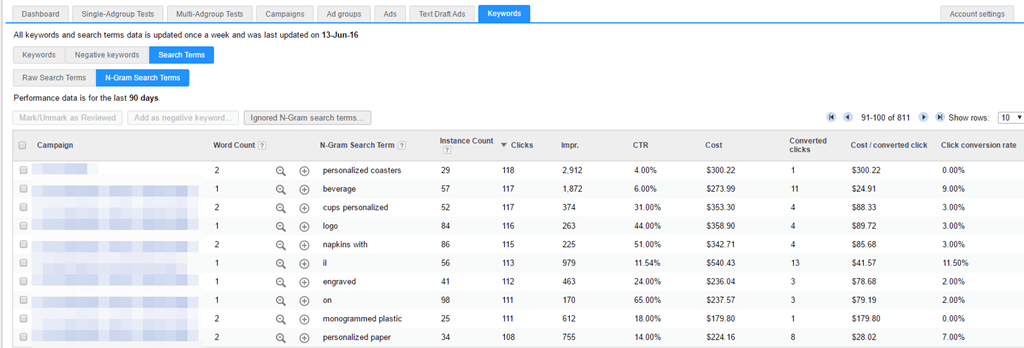 Dashboard Single-Adgroup Tests Multi-Adgroup Tests Campaigns Ad groups Ads Text Draft Ads Keywords Account settings
All keywords and search terms data is updated once a week and was last updated on 13-Jun-16
Keywords Negative keywords Search Terms
Raw Search Terms N-Gram Search Terms
Performance data is for the last 90 days.
Mark/Unmark as Reviewed Add as negative keyword... Ignored N-Gram search terms... 91-100 of 811 Show rows: 10
Campaign Word Count ? N-Gram Search Term ? Instance Count ? Clicks Impr. CTR Cost Converted clicks Cost / converted click Click conversion rate
2 personalized coasters 29 118 2,912 4.00% $300.22 1 $300.22 0.00%
1 beverage 57 117 1,872 6.00% $273.99 11 $24.91 9.00%
2 cups personalized 52 117 374 31.00% $353.30 4 $88.33 3.00%
1 logo 84 116 263 44.00% $358.90 4 $89.72 3.00%
2 napkins with 86 115 225 51.00% $342.71 4 $85.68 3.00%
1 il 56 113 979 11.54% $540.43 13 $41.57 11.50%
1 engraved 41 112 463 24.00% $236.04 3 $78.68 2.00%
1 on 98 111 170 65.00% $237.57 3 $79.19 2.00%
2 monogrammed plastic 25 111 612 18.00% $179.80 1 $179.80 0.00%
2 personalized paper 34 108 755 14.00% $224.16 8 $28.02 7.00%